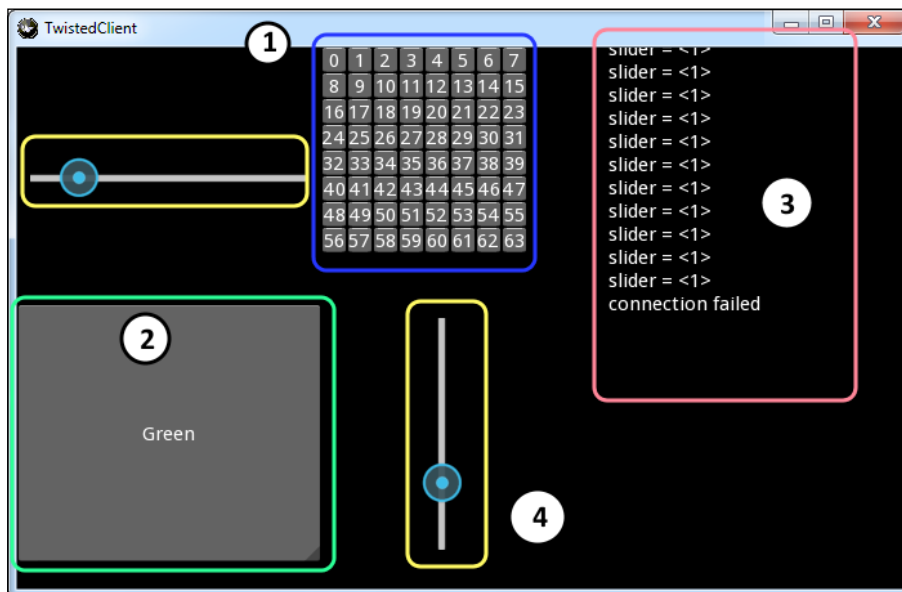 TwistedClient
1
0 1 2 3 4 5 6 7
8 9 10 11 12 13 14 15
16 17 18 19 20 21 22 23
24 25 26 27 28 29 30 31
32 33 34 35 36 37 38 39
40 41 42 43 44 45 46 47
48 49 50 51 52 53 54 55
56 57 58 59 60 61 62 63
slider = <1>
slider = <1>
slider = <1>
slider = <1>
slider = <1>
slider = <1>
slider = <1>
slider = <1>
slider = <1>
slider = <1>
slider = <1>
connection failed
3
2
Green
4